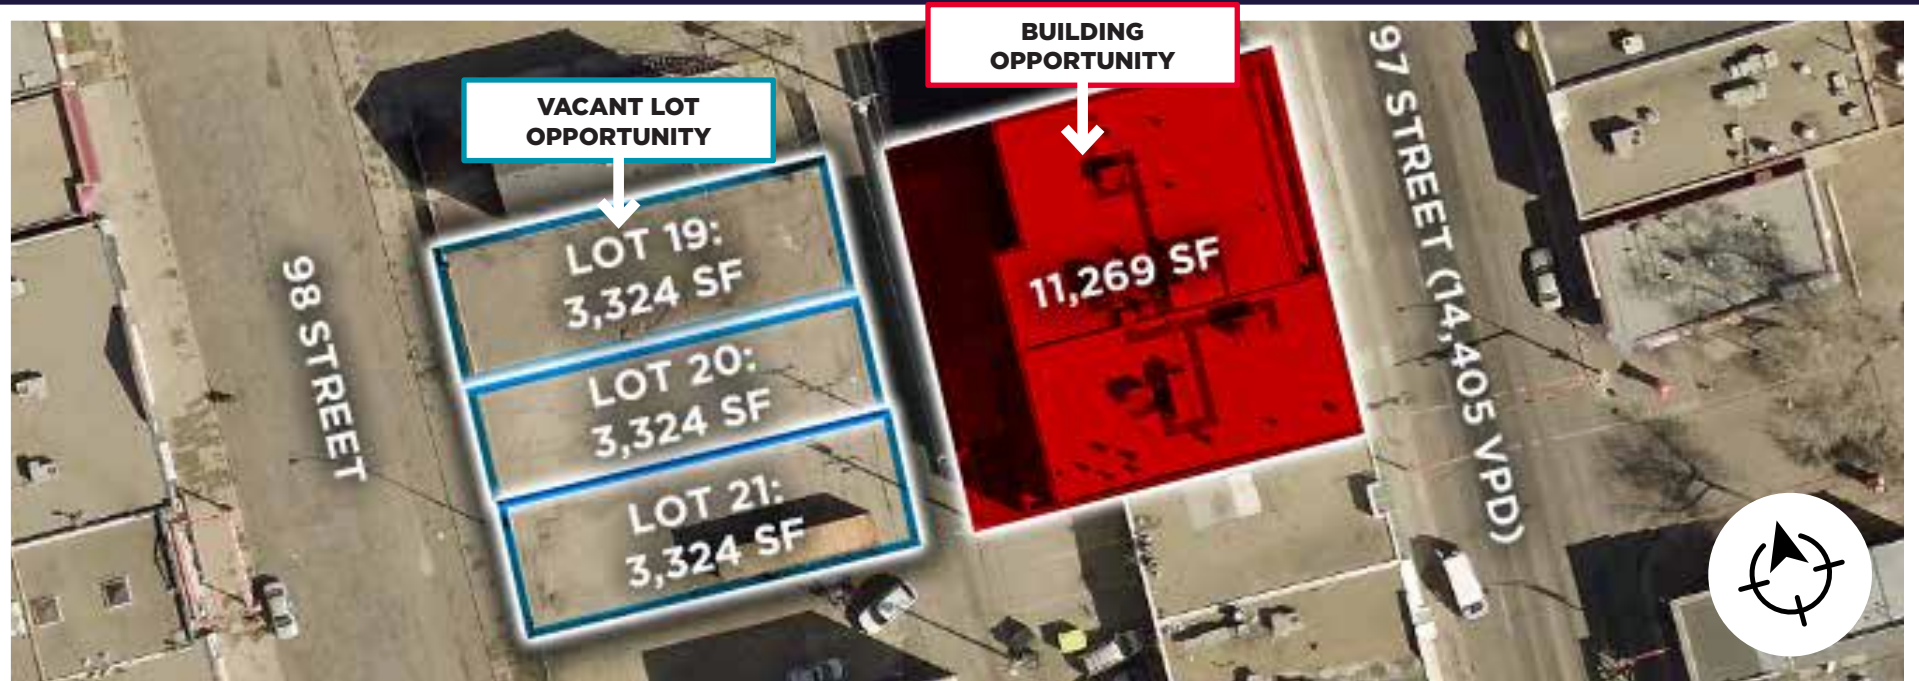 BUILDING
OPPORTUNITY
VACANT LOT
OPPORTUNITY
98 STREET
LOT 19:
3,324 SF
LOT 20:
3,324 SF
LOT 21:
3,324 SF
11,269 SF
97 STREET (14,405 VPD)